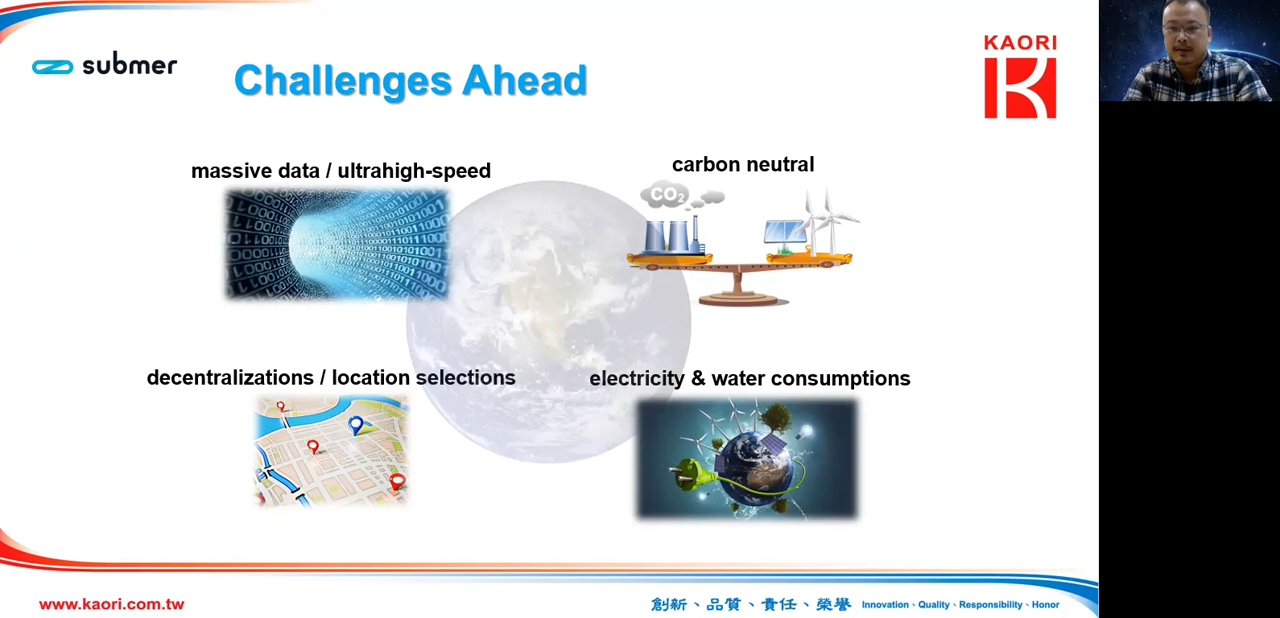 submer
Challenges Ahead
KAORI
massive data / ultrahigh-speed
carbon neutral
CO2
decentralizations / location selections
electricity & water consumptions
www.kaori.com.tw
創新、品質、責任、榮譽 Innovation、Quality、Responsibility、Honor